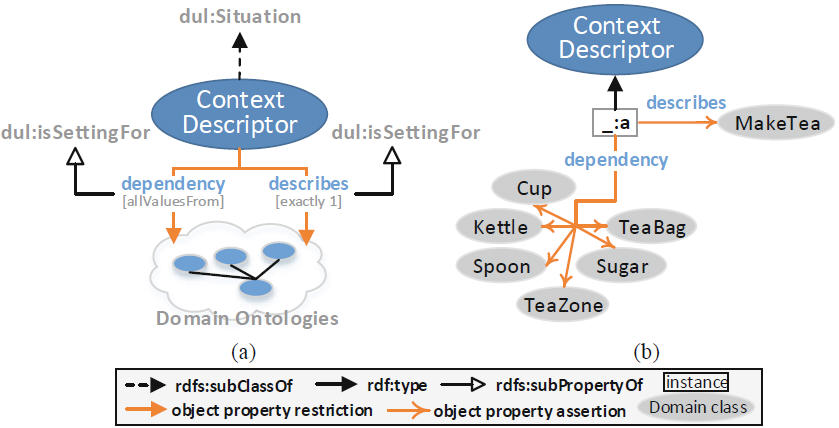 dul:Situation
Context
Descriptor
dul:isSettingFor
dul:isSettingFor
dependency
[allValuesFrom]
describes
[exactly 1]
Domain Ontologies
(a)
Context
Descriptor
_:a
describes
MakeTea
dependency
Cup
Kettle
TeaBag
Spoon
Sugar
TeaZone
(b)
rdfs:subClassOf
rdf:type
rdfs:subPropertyOf
instance
object property restriction
object property assertion
Domain class